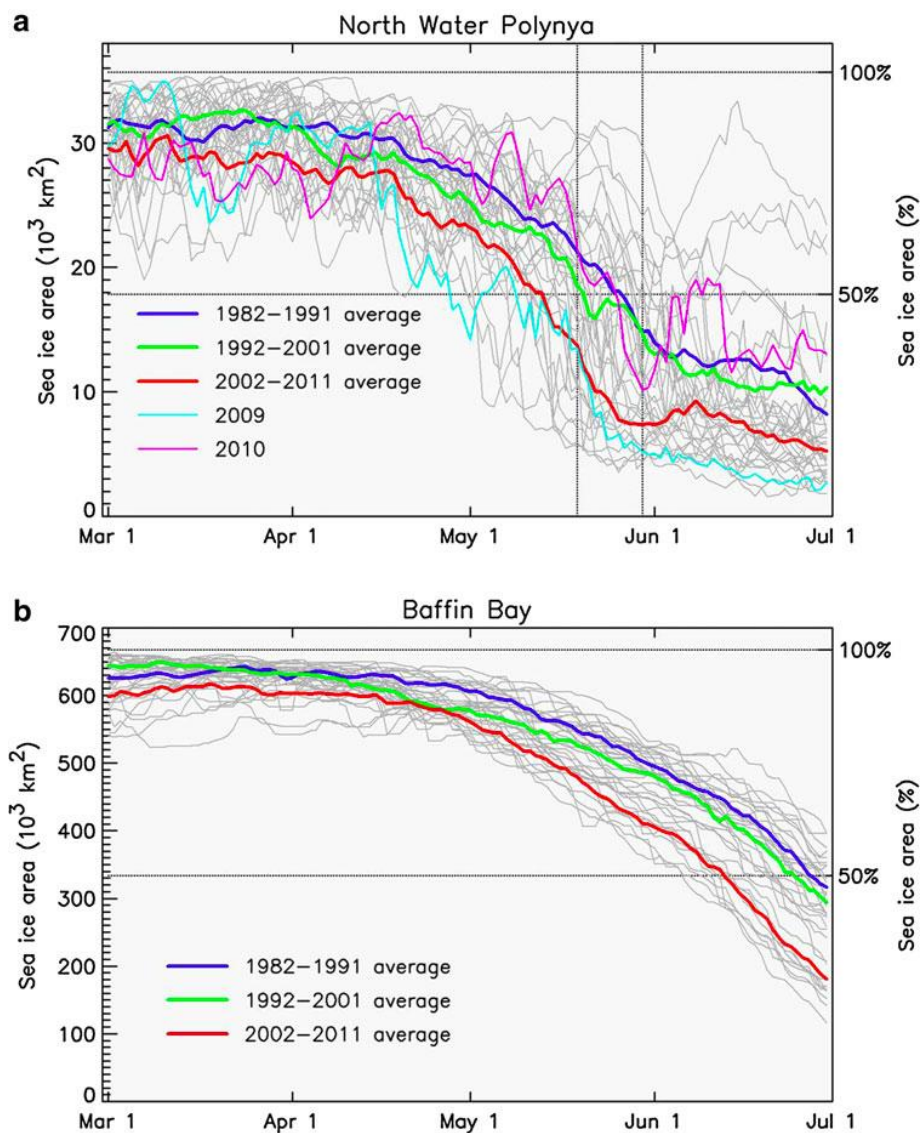 a
North Water Polynya
Sea ice area (10³ km²)
30
20
10
0
100%
50%
Sea ice area (%)
1982–1991 average
1992–2001 average
2002–2011 average
2009
2010
Mar 1 Apr 1 May 1 Jun 1 Jul 1
b
Baffin Bay
Sea ice area (10³ km²)
700
600
500
400
300
200
100
0
100%
50%
Sea ice area (%)
1982–1991 average
1992–2001 average
2002–2011 average
Mar 1 Apr 1 May 1 Jun 1 Jul 1